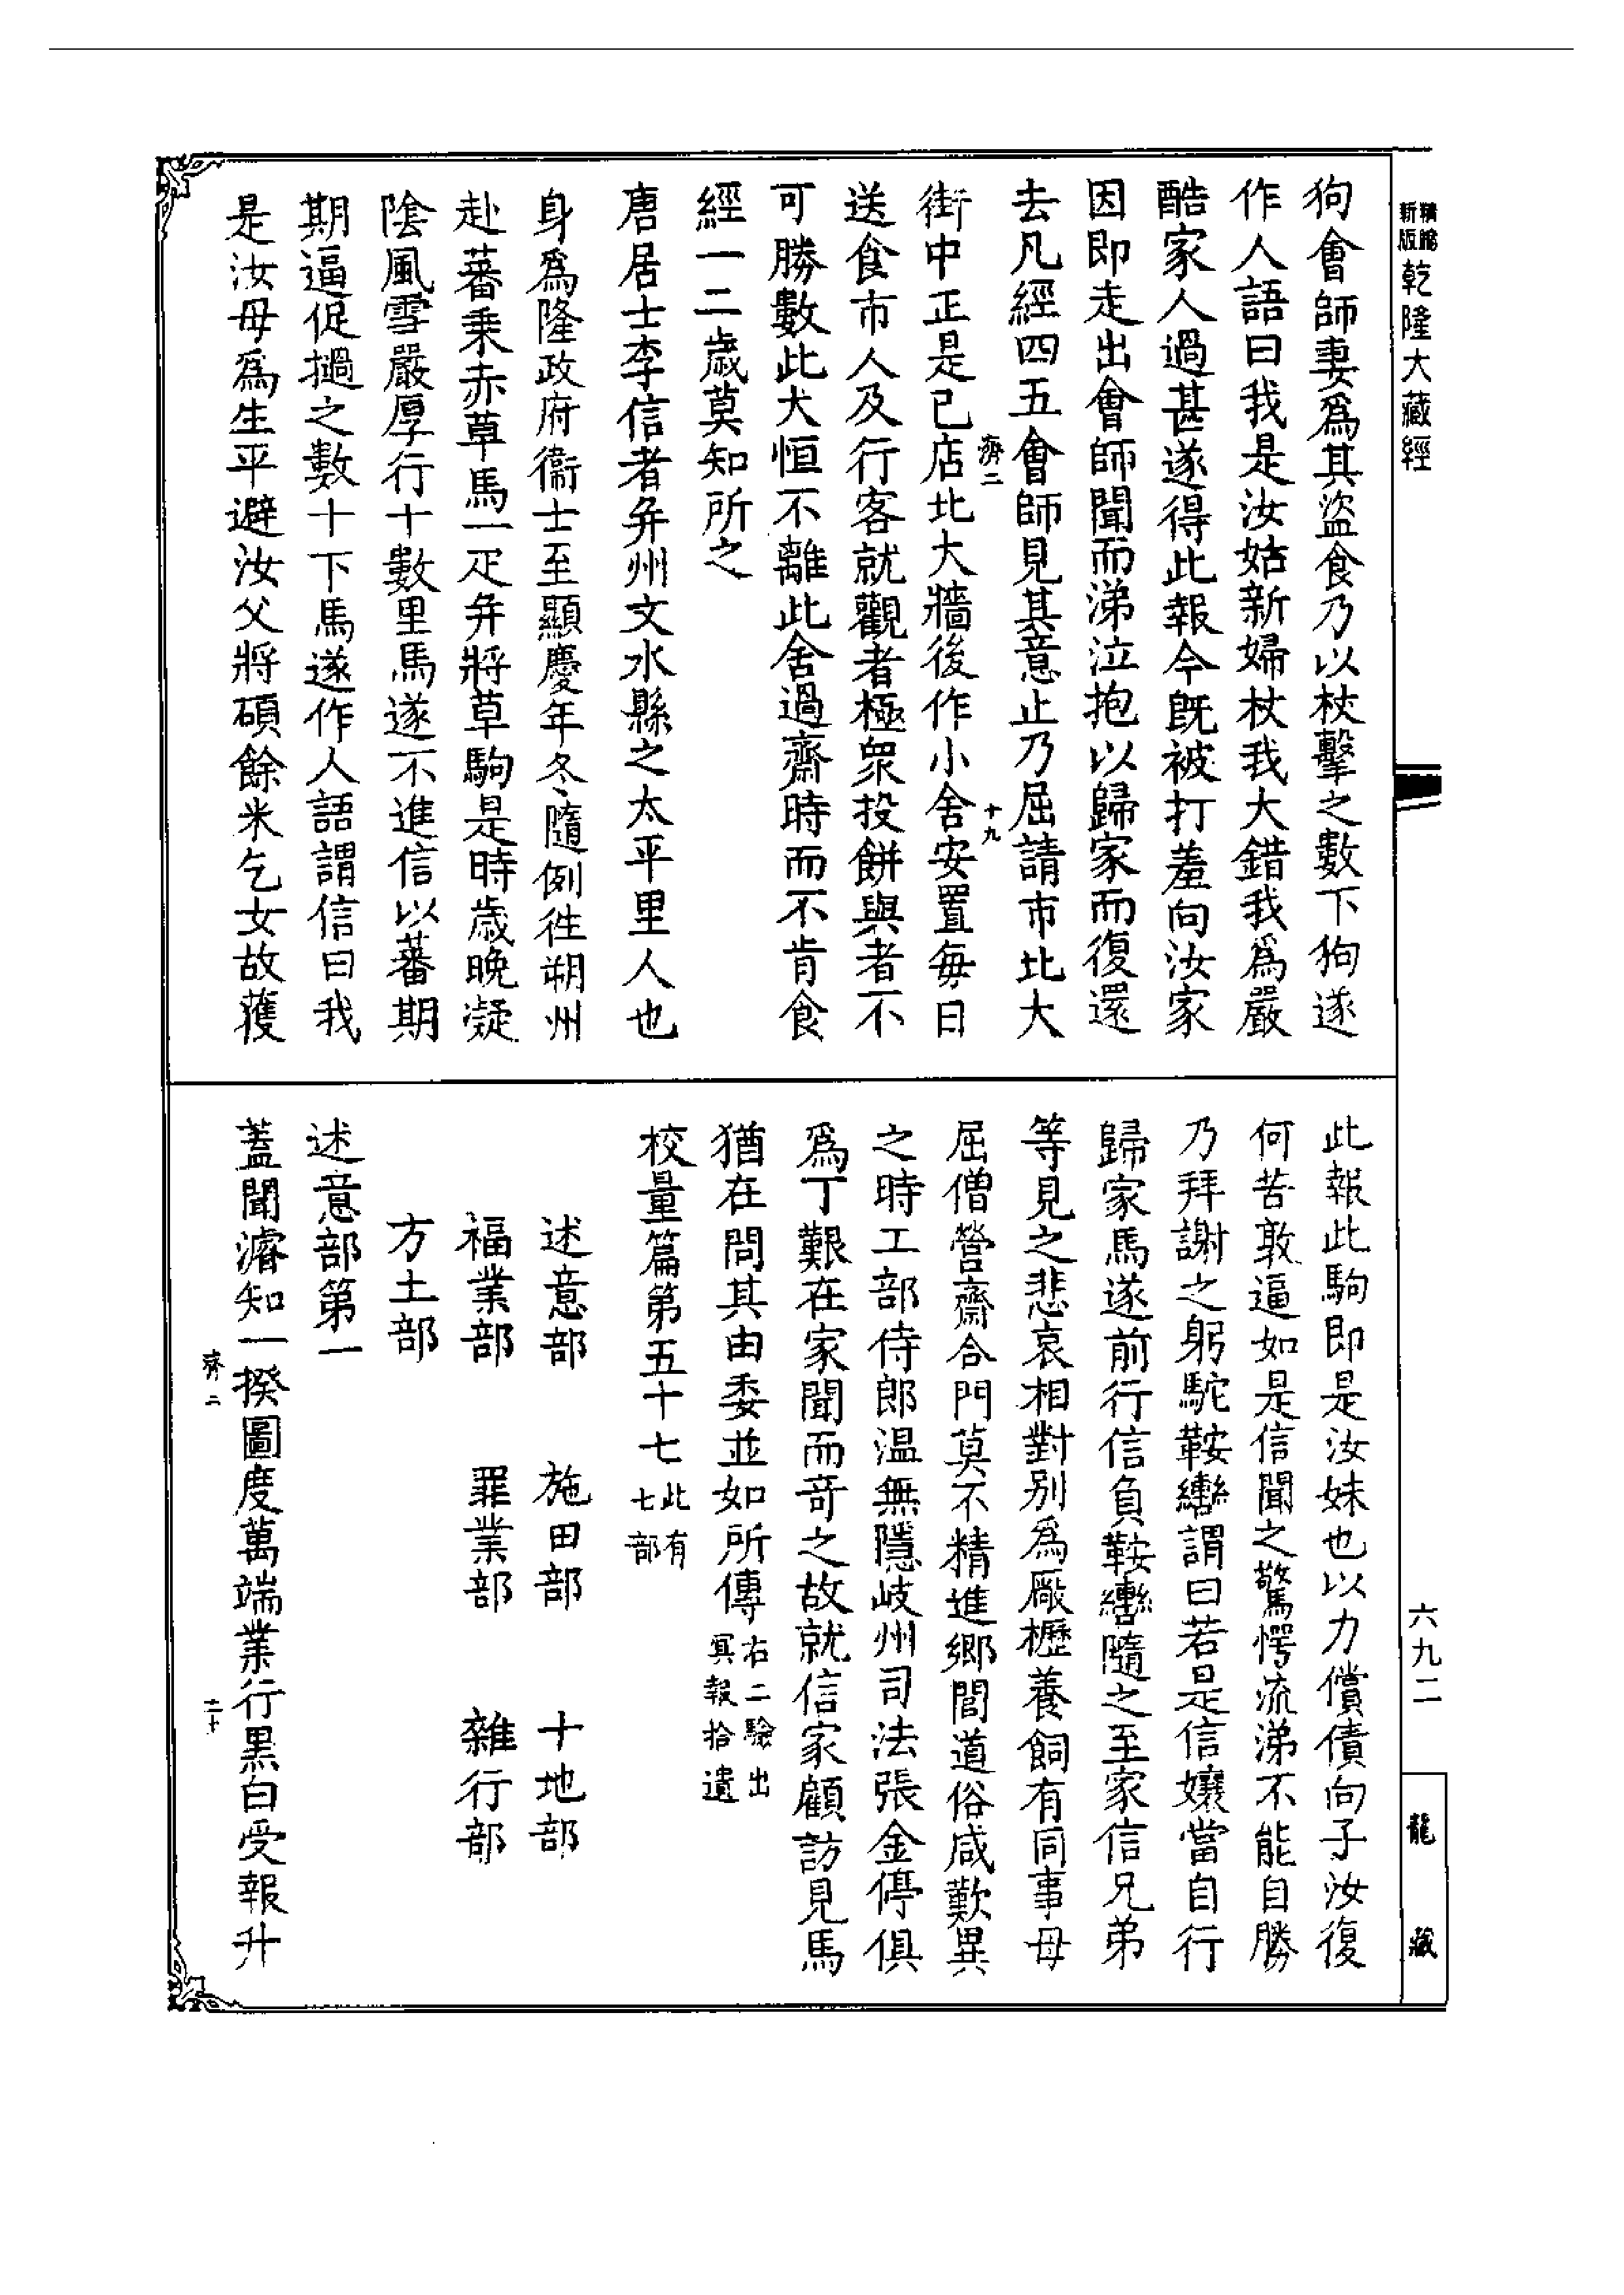 精縮新版乾隆大藏經
狗會師妻爲其盜食乃以杖擊之數下狗遂
作人語曰我是汝姑新婦杖我大錯我爲嚴
酷家人過甚遂得此報今既被打羞向汝家
因即走出會師聞而涕泣抱以歸家而復還
去凡經四五會師見其意止乃屈請市北大
濟二
十九
街中正是已店北大牆後作小舍安置每日
送食市人及行客就觀者極眾投餅與者不
可勝數此犬恒不離此舍過齋時而不肯食
經一二歲莫知所之
唐居士李信者并州文水縣之太平里人也
身爲隆政府衞士至顯慶年冬隨例徃朔州
赴蕃乘赤草馬一疋并將草駒是時歲晚凝
陰風雪嚴厚行十數里馬遂不進信以蕃期
期逼促撾之數十下馬遂作人語謂信曰我
是汝母爲生平避汝父將碩餘米乞女故獲
六九二
龍藏
此報此駒即是汝妹也以力償債向子汝復
何苦敦逼如是信聞之驚愕流涕不能自勝
乃拜謝之躬駝鞍轡謂曰若是信孃當自行
歸家馬遂前行信負鞍轡隨之至家信兄弟
等見之悲哀相對別爲厰櫪養飼有同事母
屈僧營齋合門莫不精進鄉閭道俗咸歎異
之時工部侍郎温無隱岐州司法張金停俱
爲丁艱在家聞而竒之故就信家顧訪見馬
猶在問其由委並如所傳右二驗出冥報拾遺
校量篇第五十七此有七部
述意部 施田部 十地部
福業部 罪業部 雜行部
方土部
述意部第一
蓋聞濬知一揆圖度萬端業行黑白受報升
濟二
二十